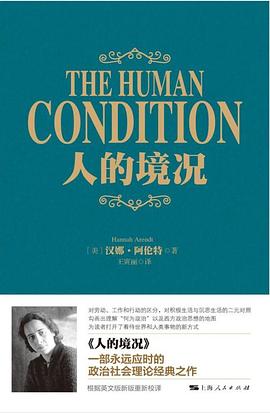 THE HUMAN
CONDITION
人的境况
Hannah Arendt
[美] 汉娜·阿伦特 著
王寅丽 译
对劳动、工作和行动的区分，对积极生活与沉思生活的二元对照
勾画出理解“何为政治”以及西方政治思想的地图
为读者打开了看待世界和人类事物的新方式
《人的境况》
一部永远应时的
政治社会理论经典之作
根据英文版新版重新校译
上海人民出版社